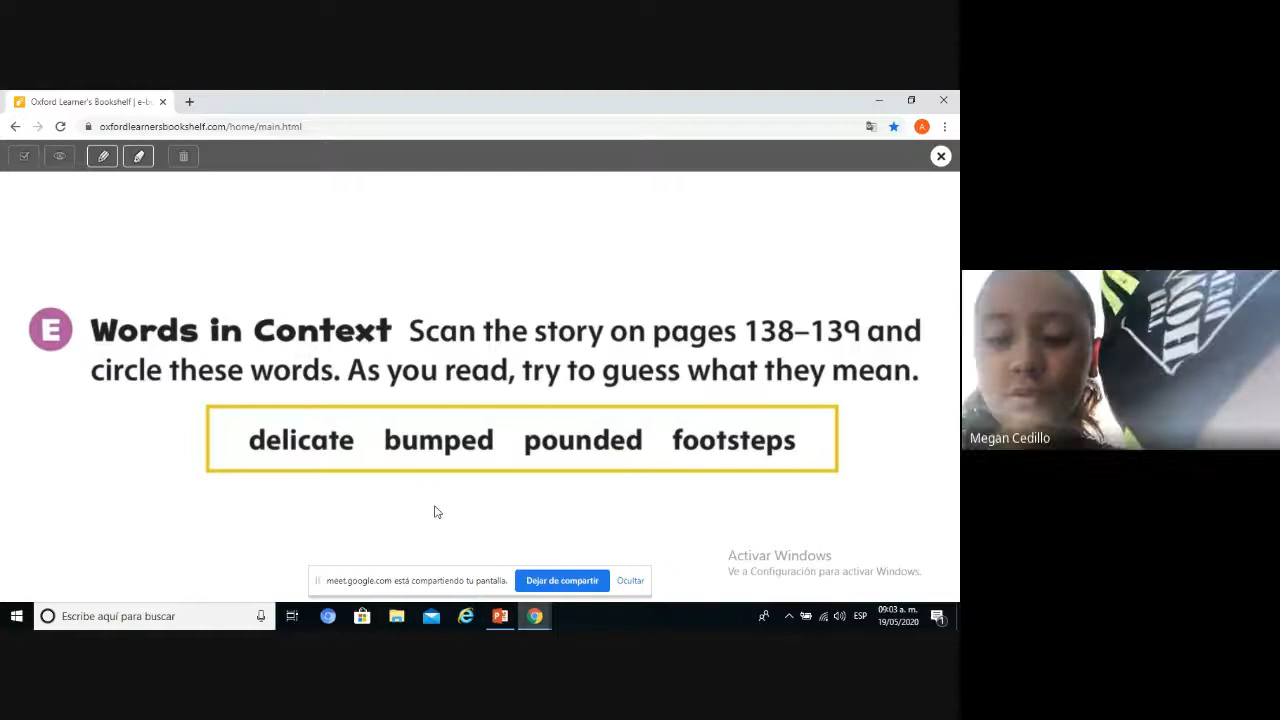 Oxford Learner's Bookshelf | e-b
oxfordlearnersbookshelf.com/home/main.html
A
E
Words in Context Scan the story on pages 138–139 and
circle these words. As you read, try to guess what they mean.
delicate bumped pounded footsteps
Megan Cedillo
Activar Windows
Ve a Configuración para activar Windows.
meet.google.com está compartiendo tu pantalla.
Dejar de compartir
Ocultar
Escribe aquí para buscar
ESP
09:03 a. m.
19/05/2020
1